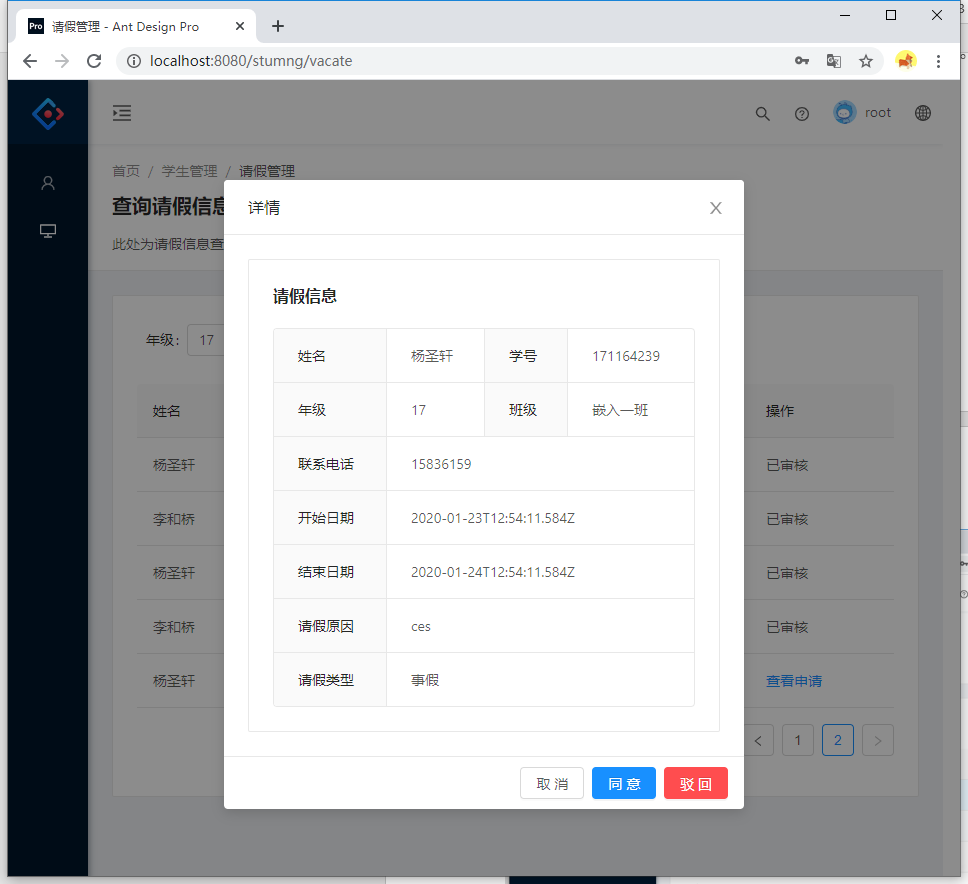 Pro 请假管理 - Ant Design Pro
localhost:8080/stumng/vacate
root
首页 / 学生管理 / 请假管理
查询请假信息
此处为请假信息查
年级: 17
姓名 操作
杨圣轩 已审核
李和桥 已审核
杨圣轩 已审核
李和桥 已审核
杨圣轩 查看申请
< 1 2 >
详情 X
请假信息
姓名 杨圣轩 学号 171164239
年级 17 班级 嵌入一班
联系电话 15836159
开始日期 2020-01-23T12:54:11.584Z
结束日期 2020-01-24T12:54:11.584Z
请假原因 ces
请假类型 事假
取 消 同 意 驳 回